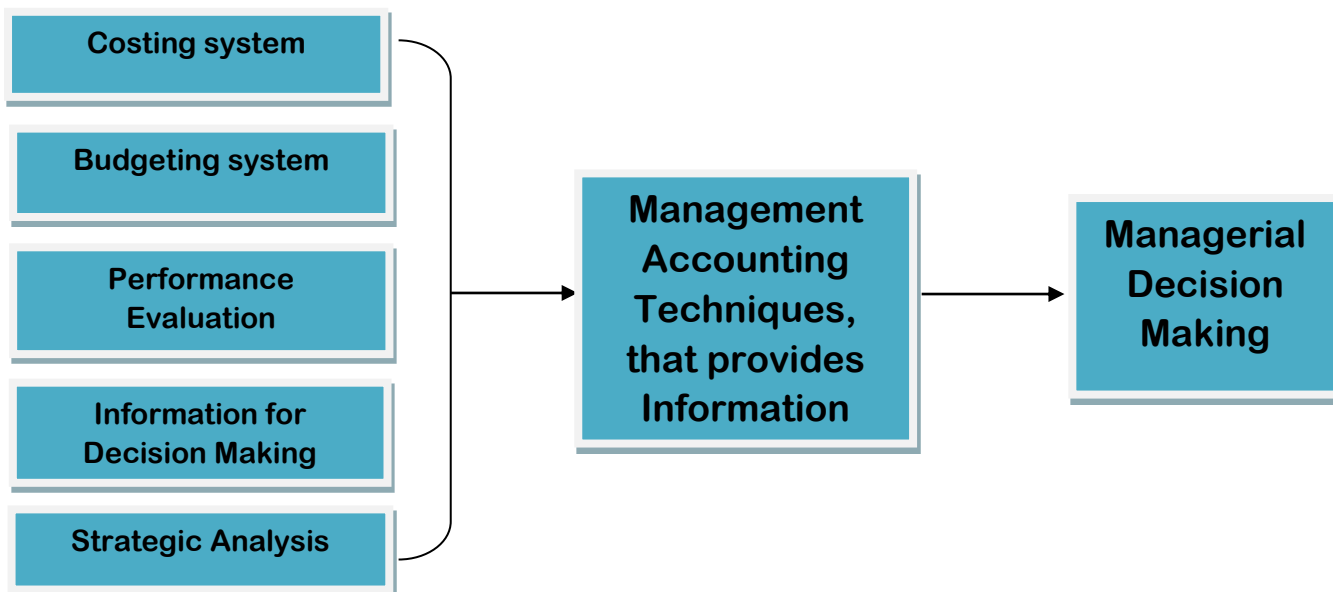 Costing system
Budgeting system
Performance
Evaluation
Information for
Decision Making
Strategic Analysis
Management
Accounting
Techniques,
that provides
Information
Managerial
Decision
Making